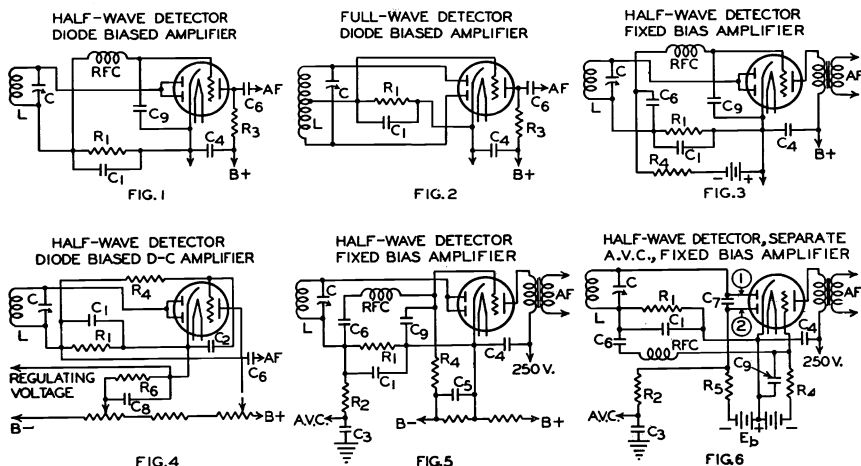 HALF-WAVE DETECTOR
DIODE BIASED AMPLIFIER
RFC
C
L
R1
C1
C9
C6
AF
R3
C4
B+
FIG.1
FULL-WAVE DETECTOR
DIODE BIASED AMPLIFIER
C
L
R1
C1
C6
AF
R3
C4
B+
FIG.2
HALF-WAVE DETECTOR
FIXED BIAS AMPLIFIER
RFC
C
L
C6
C9
R1
C1
R4
- +
C4
AF
B+
FIG.3
HALF-WAVE DETECTOR
DIODE BIASED D-C AMPLIFIER
R4
C
L
C1
R1
C2
AF
C6
REGULATING
VOLTAGE
R6
C8
B-
B+
FIG.4
HALF-WAVE DETECTOR
FIXED BIAS AMPLIFIER
C
L
RFC
C6
C9
R1
C1
R4
C4
AF
250 V.
R2
C5
A.V.C.
B-
B+
C3
FIG.5
HALF-WAVE DETECTOR, SEPARATE
A.V.C., FIXED BIAS AMPLIFIER
C
L
R1
C1
C7
1
2
C6
RFC
C4
AF
250 V.
C9
R2
R5
R4
A.V.C.
C3
- + -
Eb
FIG.6